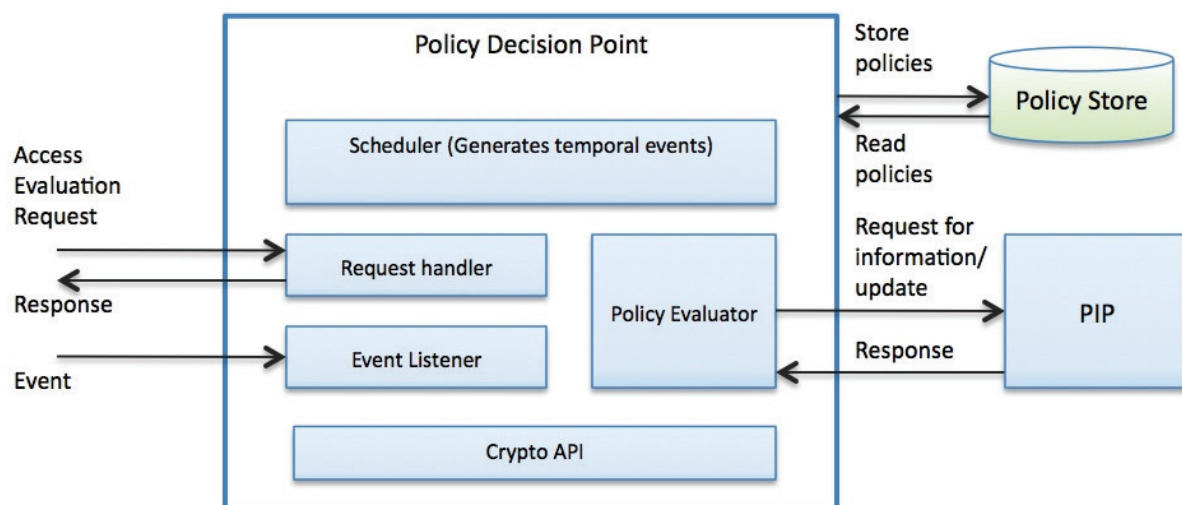 Policy Decision Point
Store
policies
Policy Store
Read
policies
Scheduler (Generates temporal events)
Access
Evaluation
Request
Request handler
Response
Event Listener
Event
Policy Evaluator
Request for
information/
update
PIP
Response
Crypto API